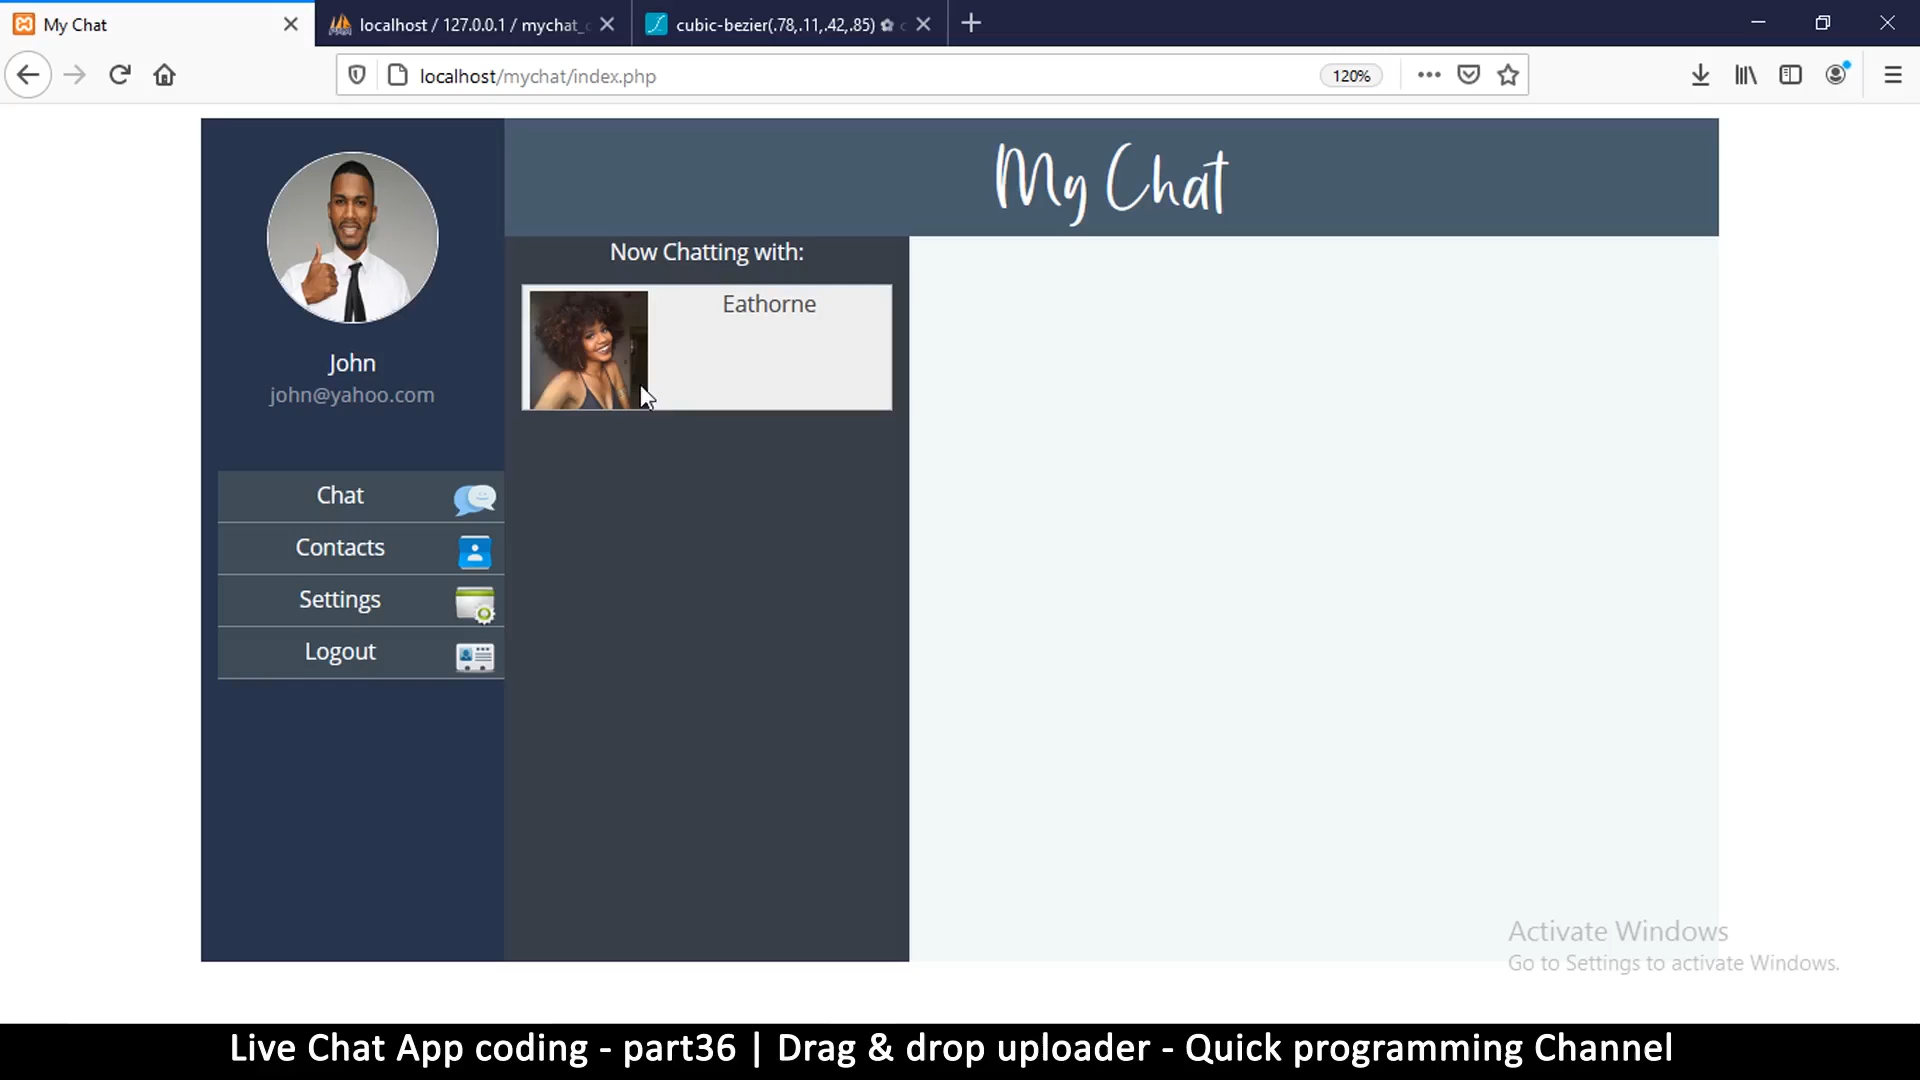 My Chat
localhost / 127.0.0.1 / mychat_
cubic-bezier(.78,.11,.42,.85) ✿
localhost/mychat/index.php
120%
My Chat
Now Chatting with:
Eathorne
John
john@yahoo.com
Chat
Contacts
Settings
Logout
Activate Windows
Go to Settings to activate Windows.
Live Chat App coding - part36 | Drag & drop uploader - Quick programming Channel